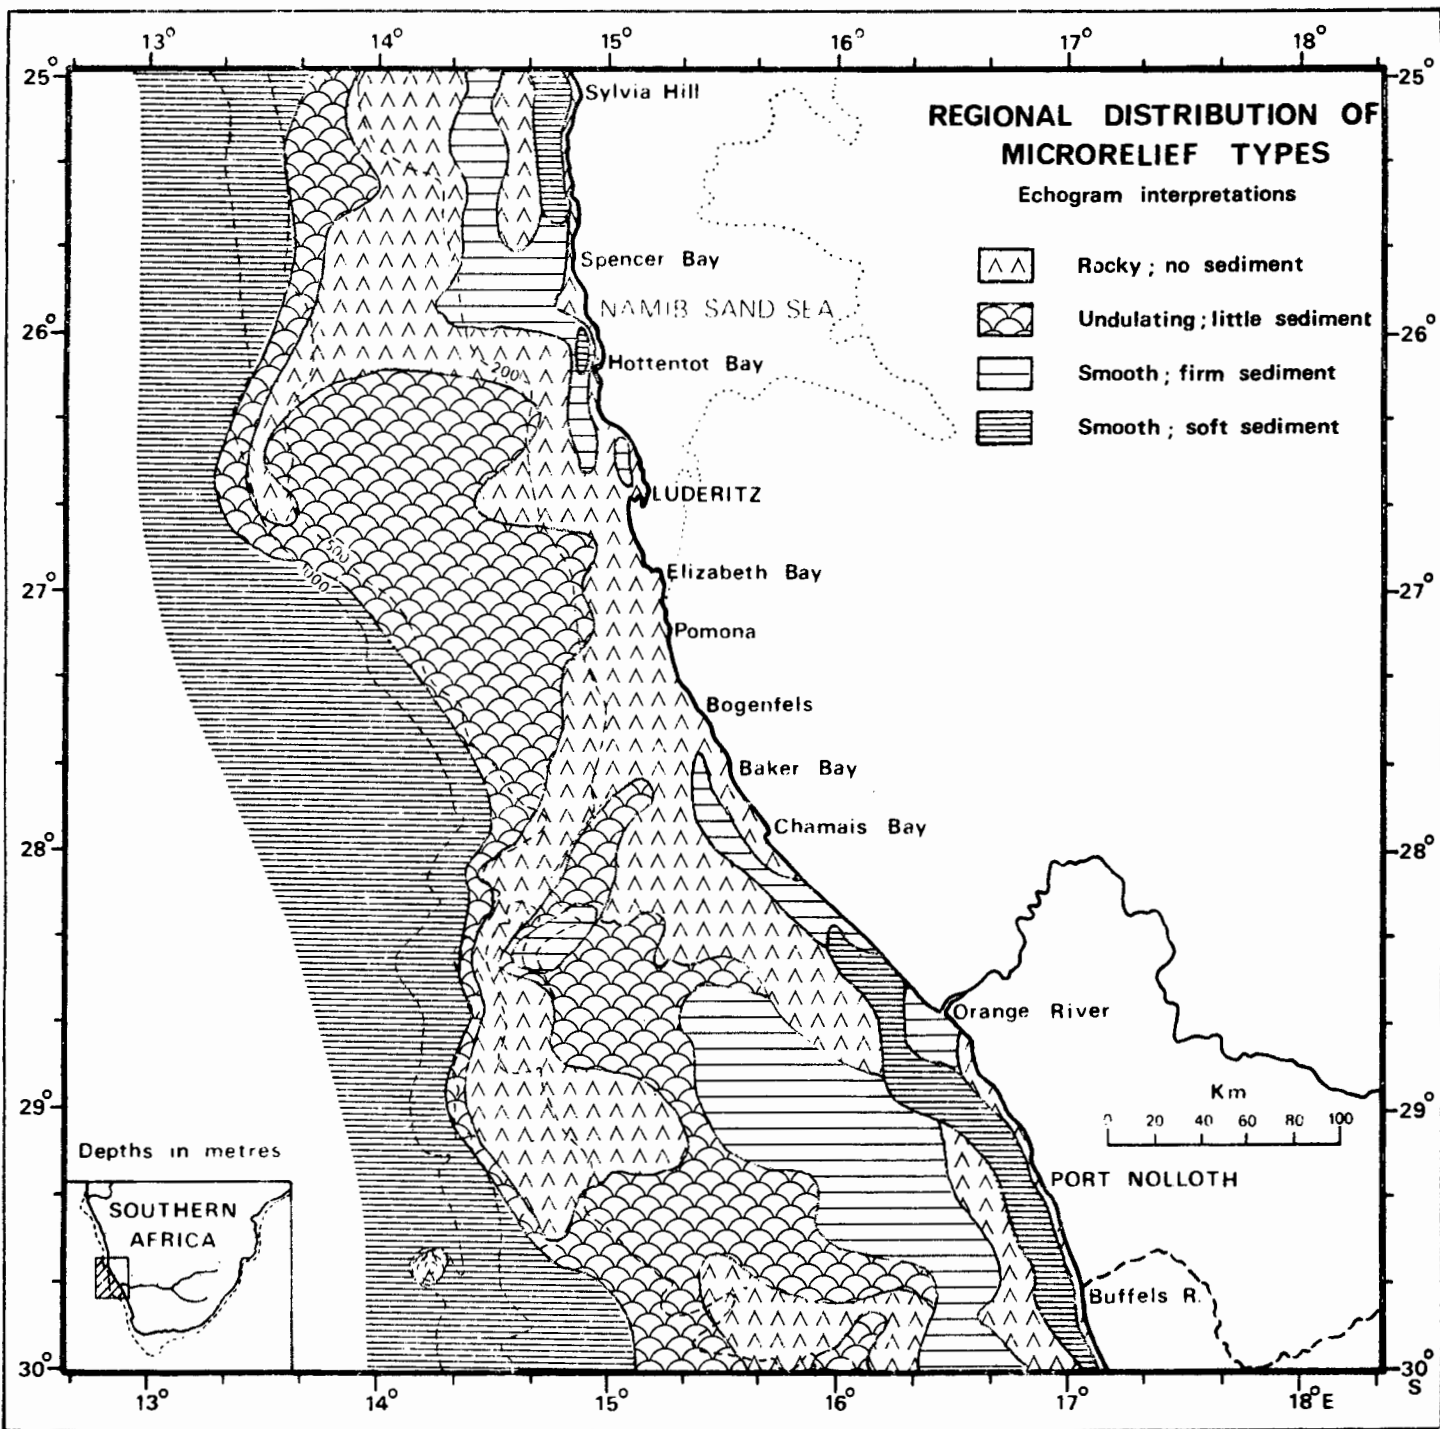 13° 14° 15° 16° 17° 18°
25° 25°
Sylvia Hill
REGIONAL DISTRIBUTION OF
MICRORELIEF TYPES
Echogram interpretations
Spencer Bay
Rocky ; no sediment
NAMIB SAND SEA
Undulating ; little sediment
26° 26°
Hottentot Bay
200
Smooth ; firm sediment
Smooth ; soft sediment
LUDERITZ
500
Elizabeth Bay
27° 27°
Pomona
Bogenfels
Baker Bay
Chamais Bay
28° 28°
Orange River
Km
0 20 40 60 80 100
29° 29°
Depths in metres
PORT NOLLOTH
SOUTHERN
AFRICA
Buffels R.
30° 30°
S
13° 14° 15° 16° 17° 18°E